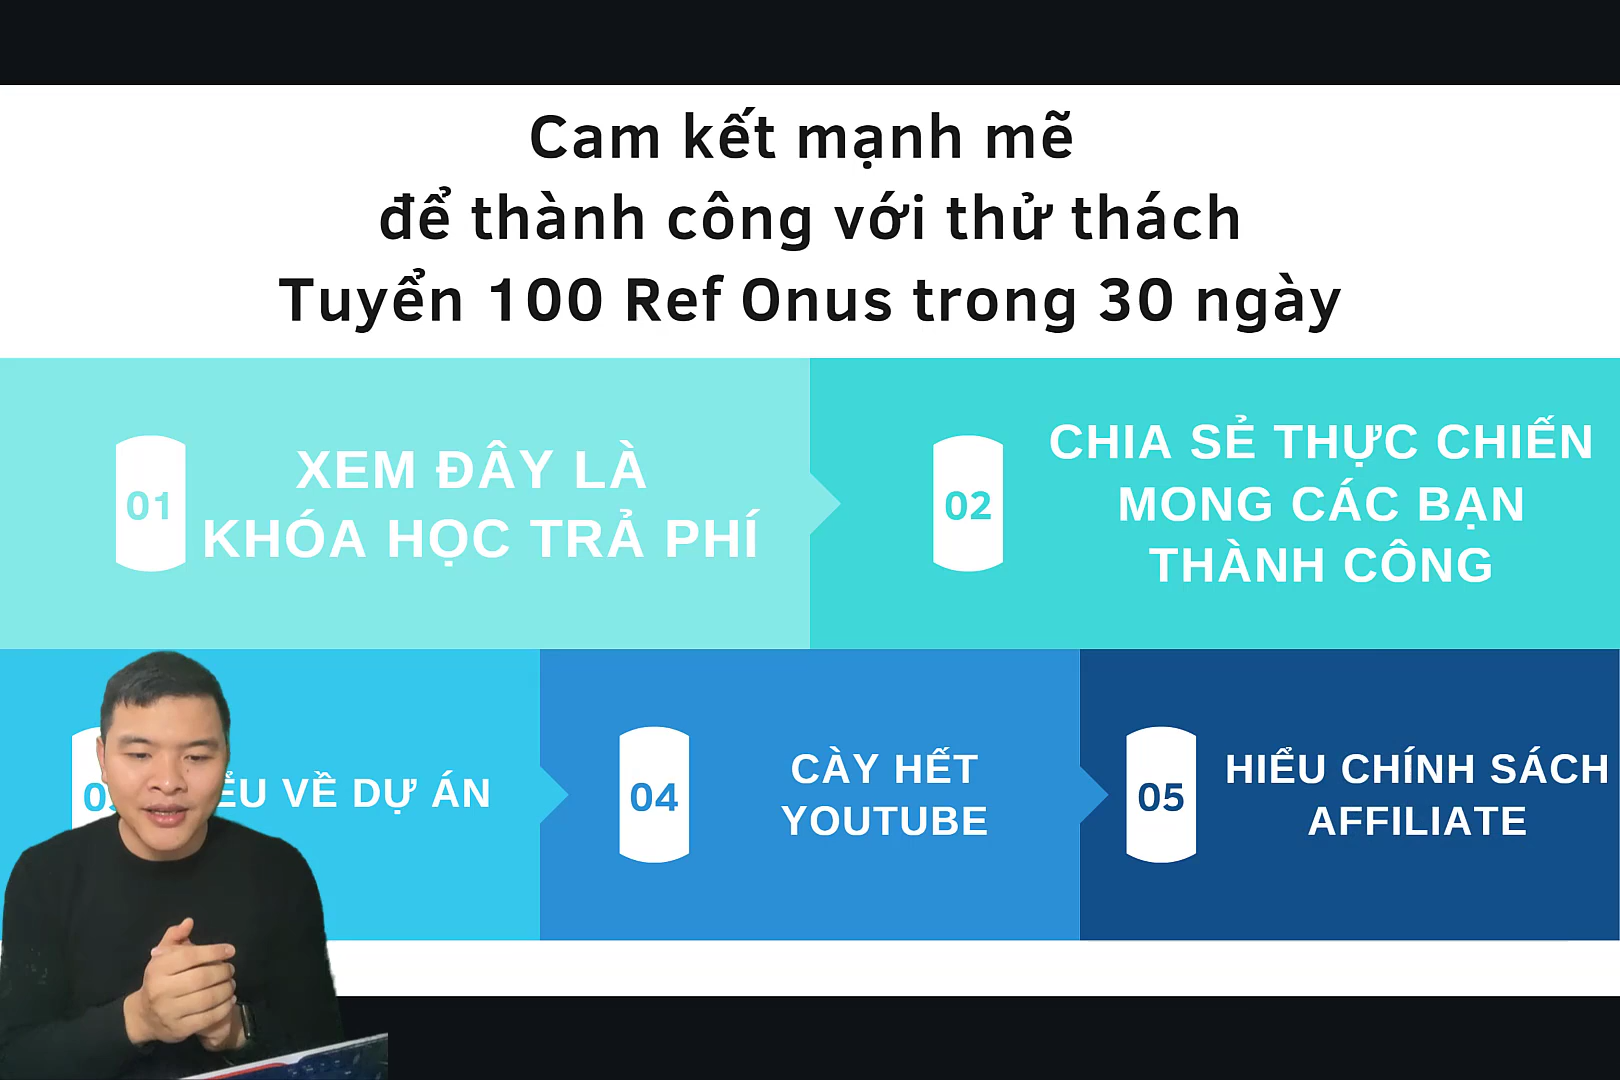 Cam kết mạnh mẽ
để thành công với thử thách
Tuyển 100 Ref Onus trong 30 ngày
01
XEM ĐÂY LÀ
KHÓA HỌC TRẢ PHÍ
02
CHIA SẺ THỰC CHIẾN
MONG CÁC BẠN
THÀNH CÔNG
VỀ DỰ ÁN
04
CÀY HẾT
YOUTUBE
05
HIỂU CHÍNH SÁCH
AFFILIATE